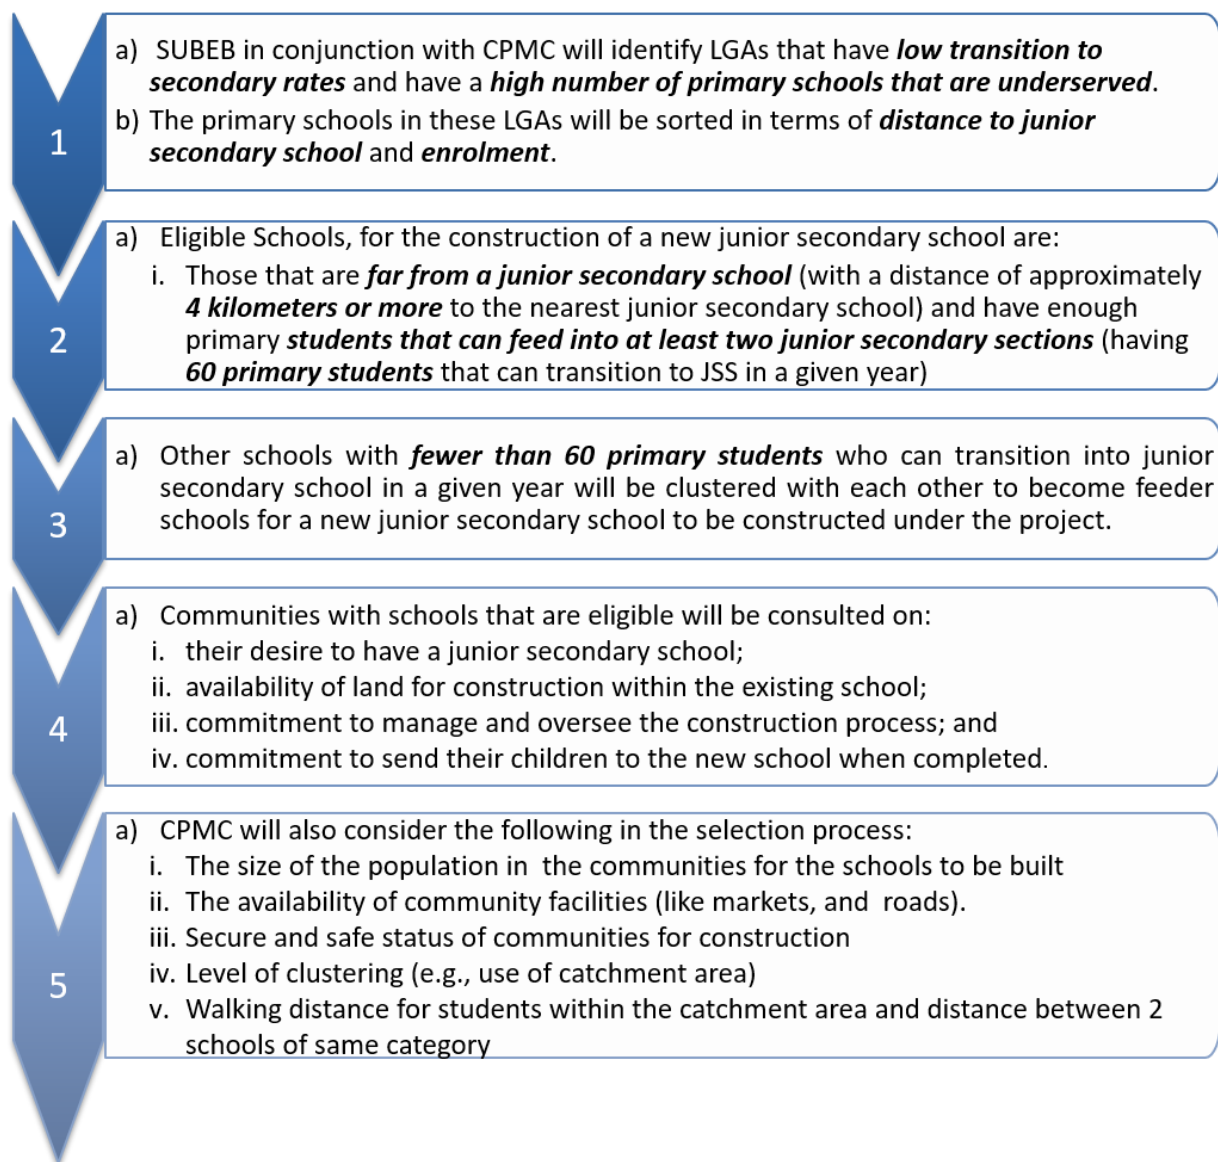 1
a) SUBEB in conjunction with CPMC will identify LGAs that have low transition to
secondary rates and have a high number of primary schools that are underserved.
b) The primary schools in these LGAs will be sorted in terms of distance to junior
secondary school and enrolment.
2
a) Eligible Schools, for the construction of a new junior secondary school are:
i. Those that are far from a junior secondary school (with a distance of approximately
4 kilometers or more to the nearest junior secondary school) and have enough
primary students that can feed into at least two junior secondary sections (having
60 primary students that can transition to JSS in a given year)
3
a) Other schools with fewer than 60 primary students who can transition into junior
secondary school in a given year will be clustered with each other to become feeder
schools for a new junior secondary school to be constructed under the project.
4
a) Communities with schools that are eligible will be consulted on:
i. their desire to have a junior secondary school;
ii. availability of land for construction within the existing school;
iii. commitment to manage and oversee the construction process; and
iv. commitment to send their children to the new school when completed.
5
a) CPMC will also consider the following in the selection process:
i. The size of the population in the communities for the schools to be built
ii. The availability of community facilities (like markets, and roads).
iii. Secure and safe status of communities for construction
iv. Level of clustering (e.g., use of catchment area)
v. Walking distance for students within the catchment area and distance between 2
schools of same category